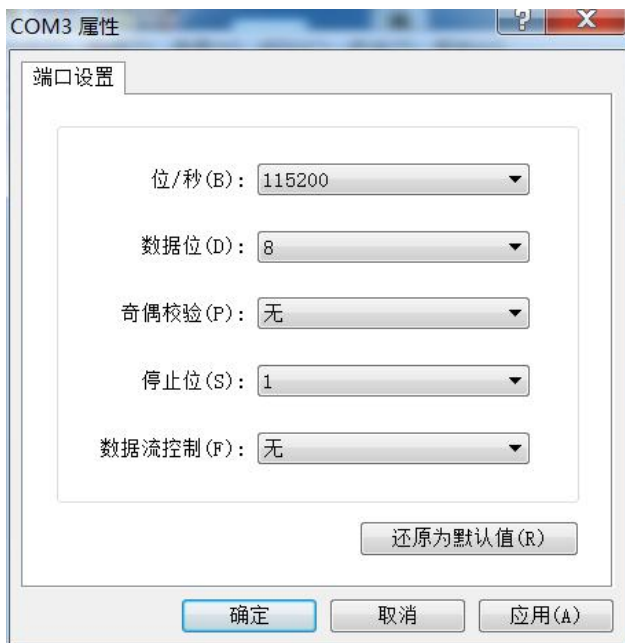 COM3 属性
端口设置
位/秒(B): 115200
数据位(D): 8
奇偶校验(P): 无
停止位(S): 1
数据流控制(F): 无
还原为默认值(R)
确定 取消 应用(A)